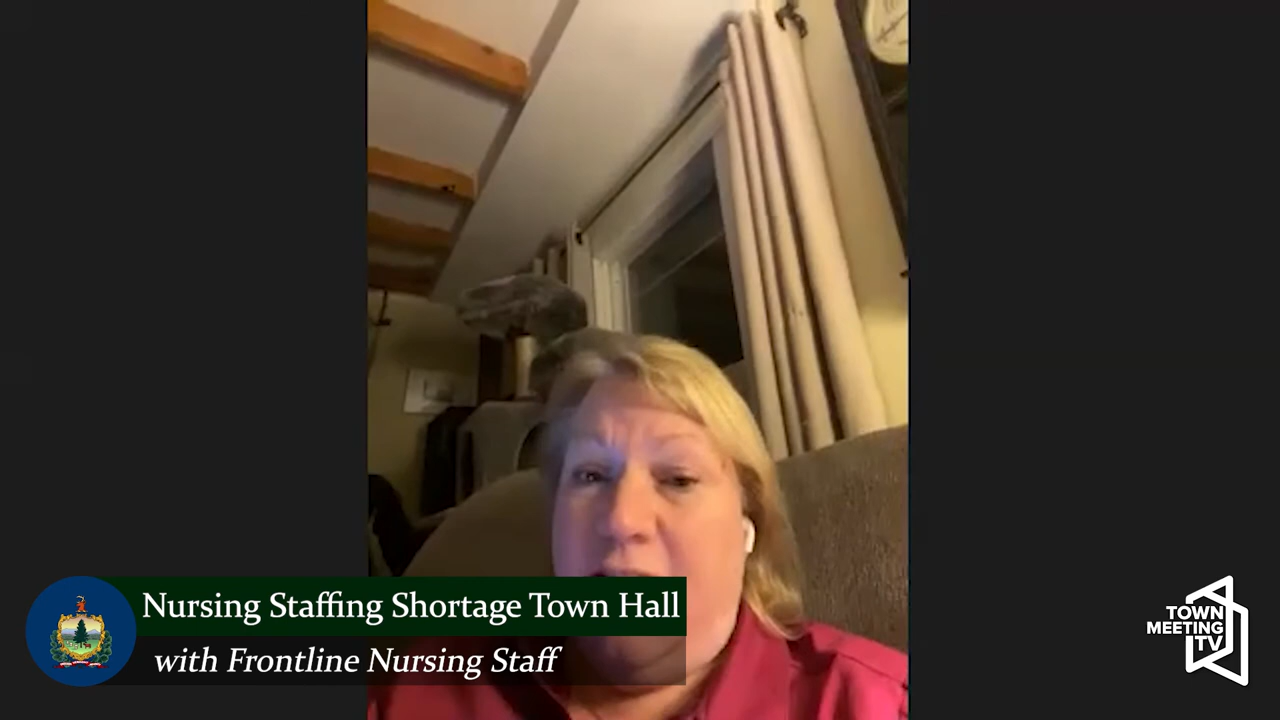 Nursing Staffing Shortage Town Hall
with Frontline Nursing Staff
TOWN
MEETING
TV